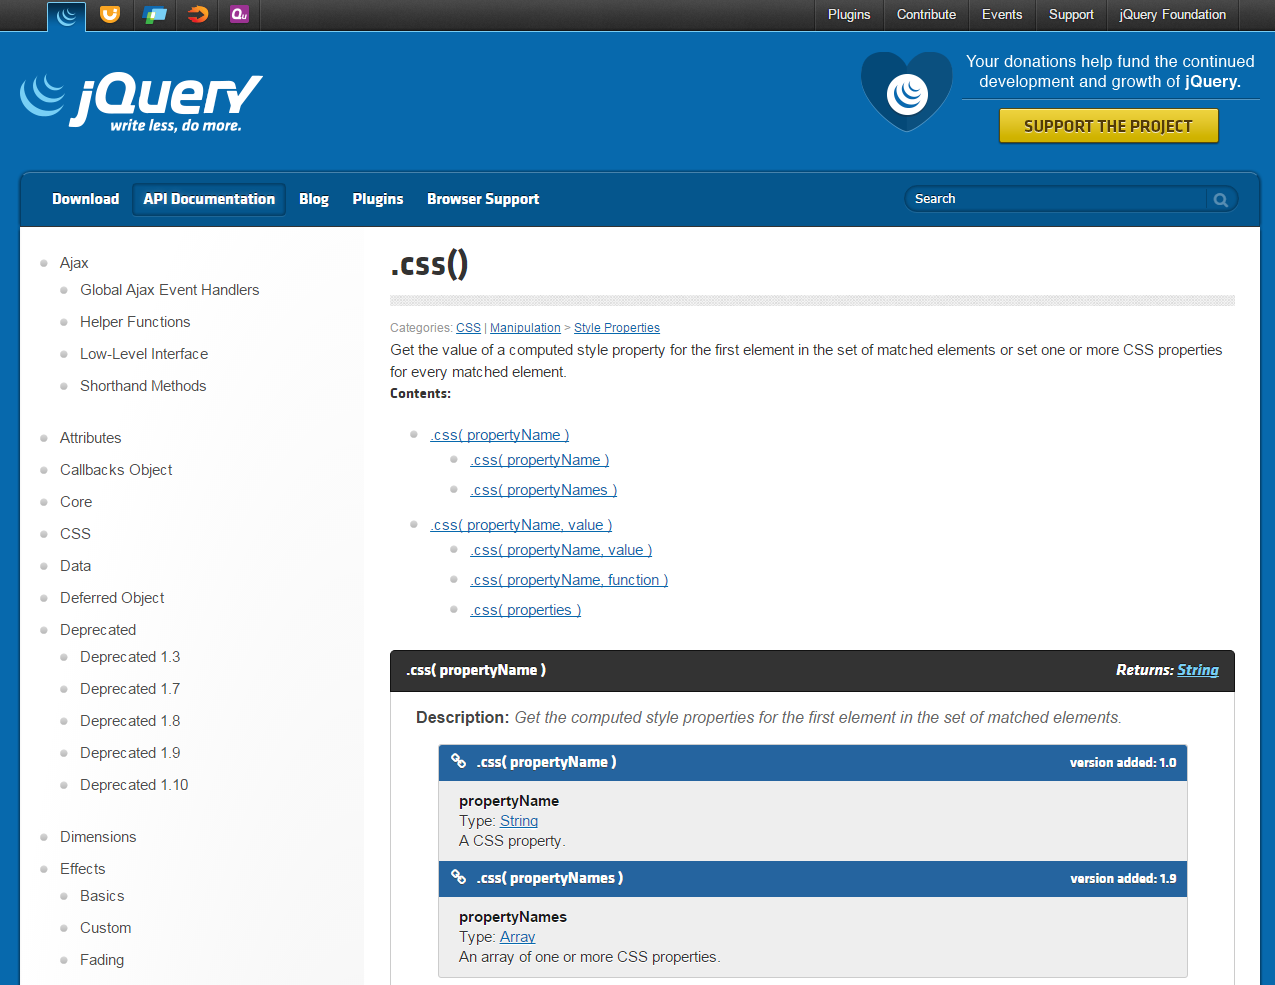 Qu
Plugins Contribute Events Support jQuery Foundation
jQuery
write less, do more.
Your donations help fund the continued
development and growth of jQuery.
SUPPORT THE PROJECT
Download API Documentation Blog Plugins Browser Support Search
Ajax
Global Ajax Event Handlers
Helper Functions
Low-Level Interface
Shorthand Methods
Attributes
Callbacks Object
Core
CSS
Data
Deferred Object
Deprecated
Deprecated 1.3
Deprecated 1.7
Deprecated 1.8
Deprecated 1.9
Deprecated 1.10
Dimensions
Effects
Basics
Custom
Fading
.css()
Categories: CSS | Manipulation > Style Properties
Get the value of a computed style property for the first element in the set of matched elements or set one or more CSS properties
for every matched element.
Contents:
.css( propertyName )
.css( propertyName )
.css( propertyNames )
.css( propertyName, value )
.css( propertyName, value )
.css( propertyName, function )
.css( properties )
.css( propertyName ) Returns: String
Description: Get the computed style properties for the first element in the set of matched elements.
.css( propertyName ) version added: 1.0
propertyName
Type: String
A CSS property.
.css( propertyNames ) version added: 1.9
propertyNames
Type: Array
An array of one or more CSS properties.